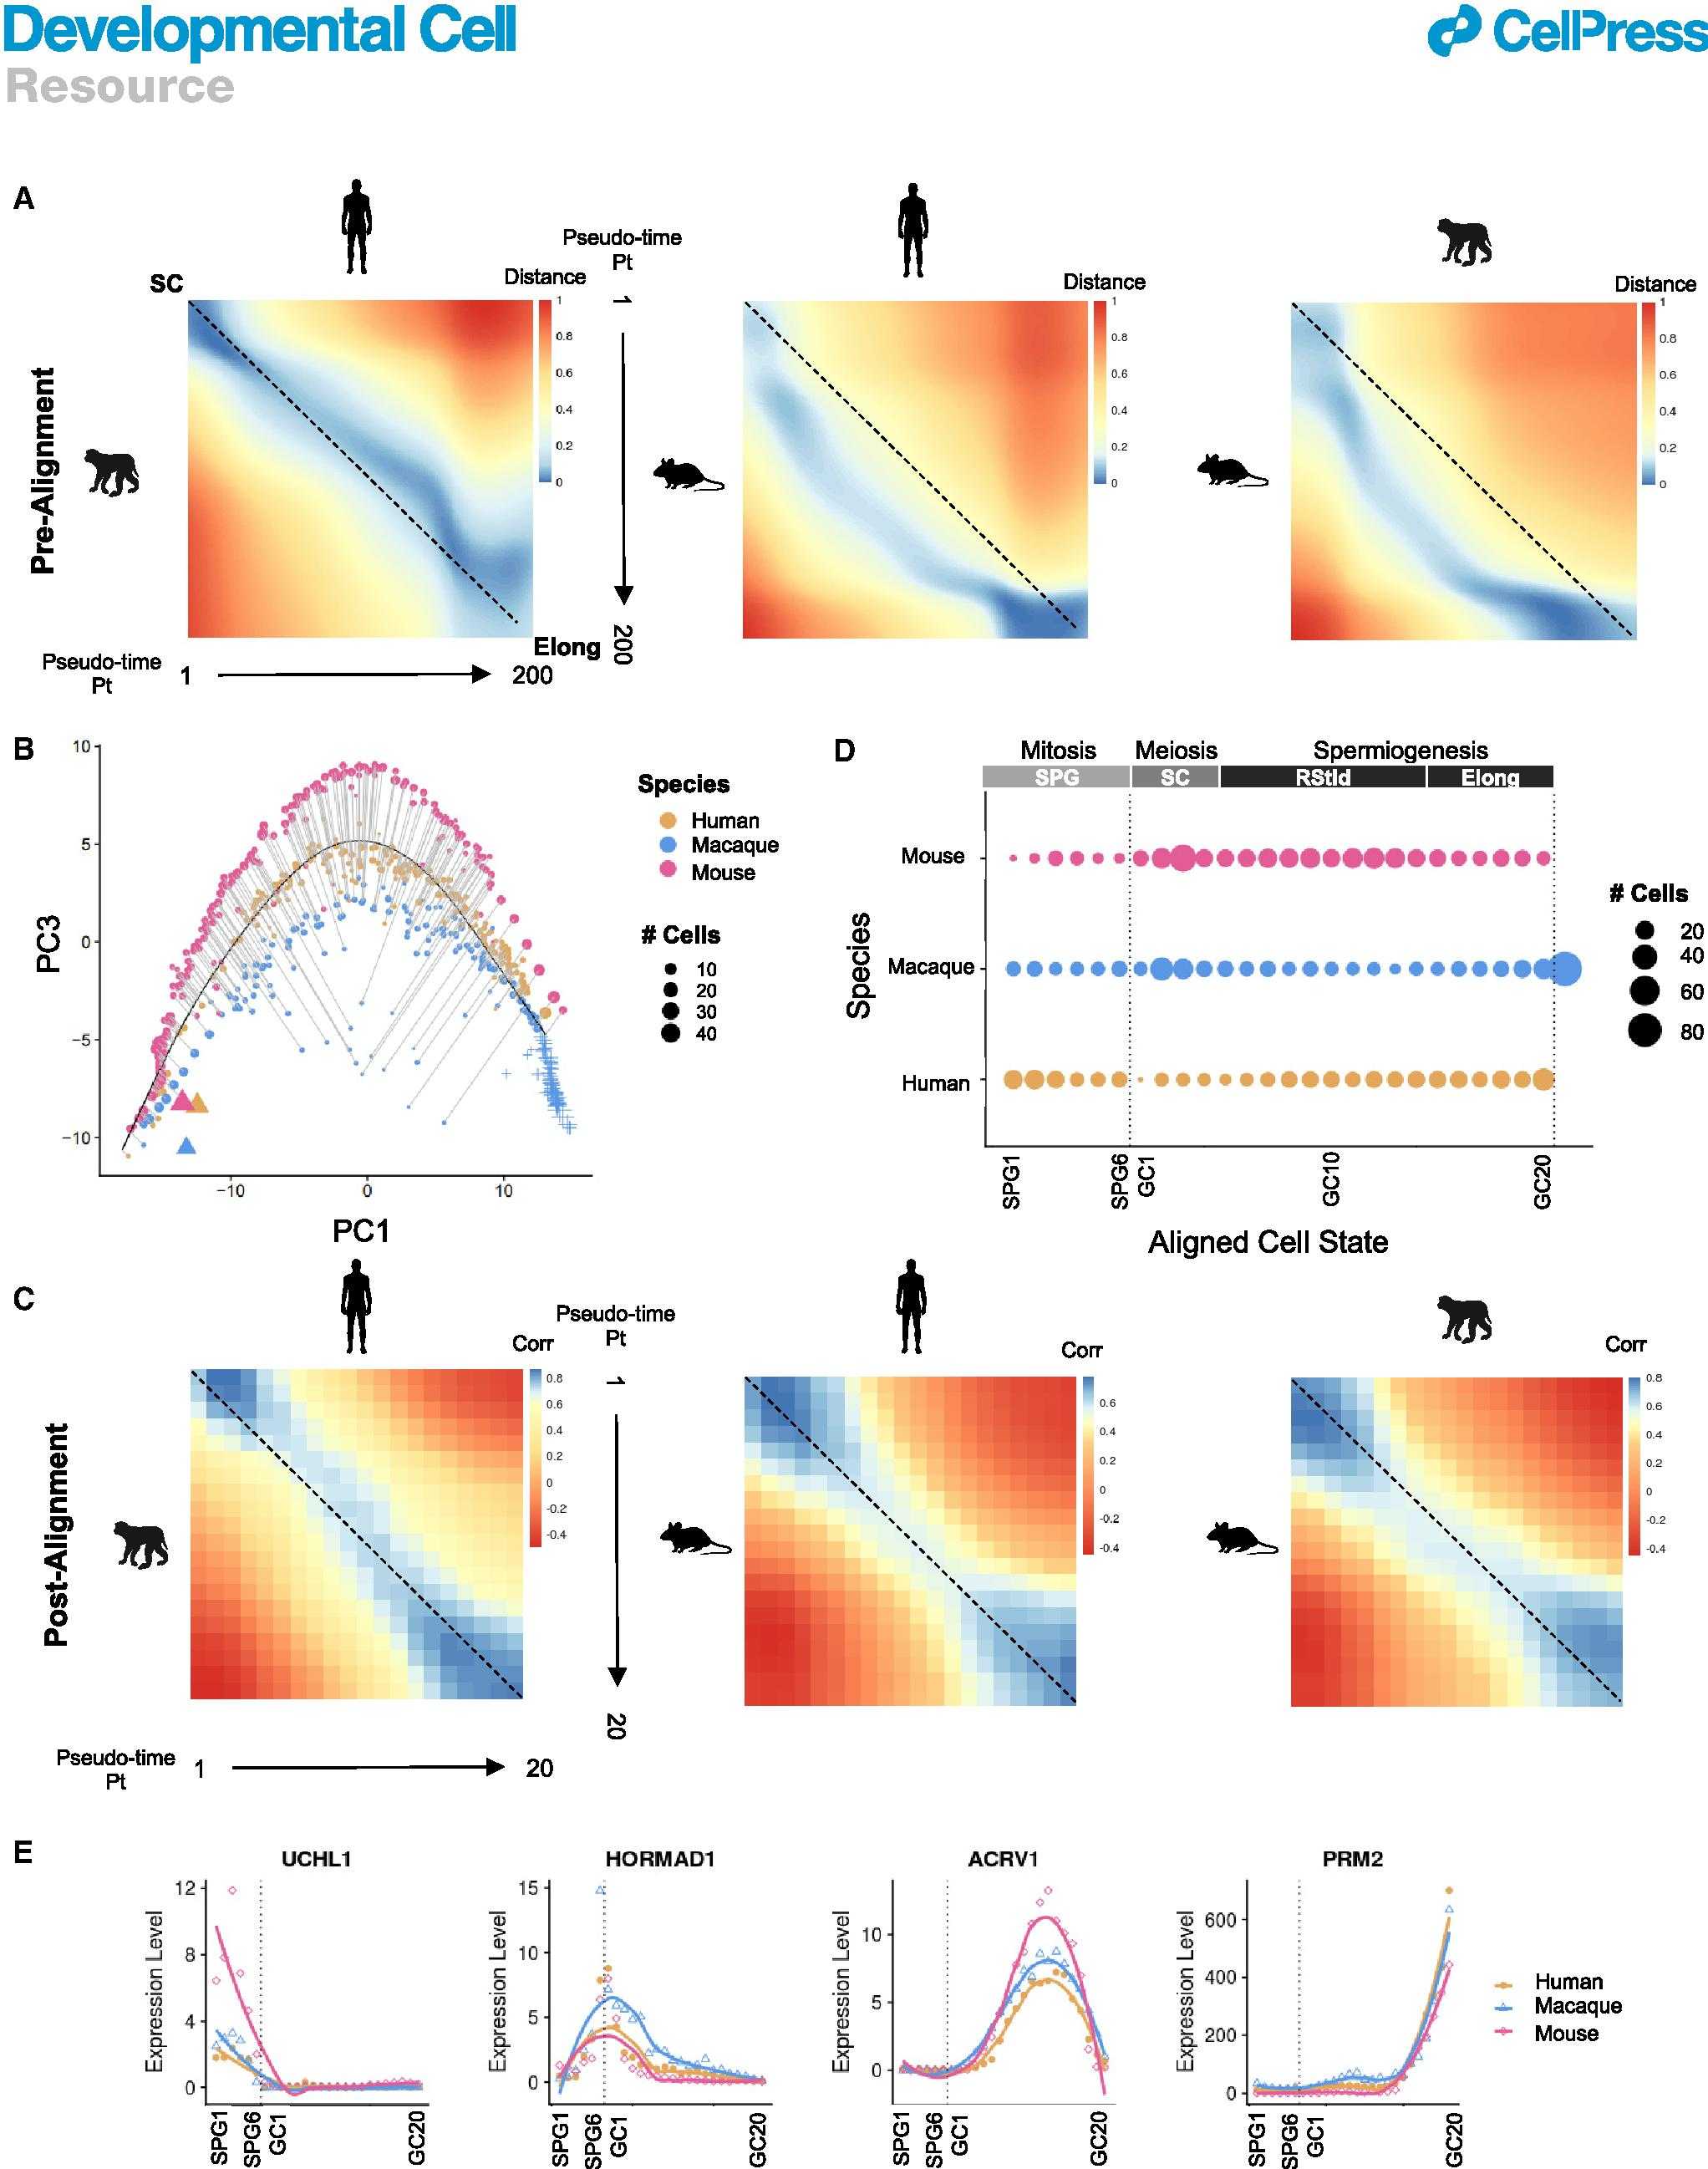 Developmental Cell
CellPress
Resource
A
Pseudo-time
Pt
SC
Distance
Distance
Distance
1
0.8
0.6
0.4
0.2
0
1
1
0.8
0.6
0.4
0.2
0
1
0.8
0.6
0.4
0.2
0
Pre-Alignment
200
Elong
Pseudo-time
Pt
1
200
B
10
5
0
−5
−10
PC3
−10
0
10
PC1
Species
Human
Macaque
Mouse
# Cells
10
20
30
40
D
Mitosis
Meiosis
Spermiogenesis
SPG
SC
RStid
Elong
Mouse
Macaque
Human
Species
# Cells
20
40
60
80
SPG1
SPG6
GC1
GC10
GC20
Aligned Cell State
C
Pseudo-time
Pt
Corr
Corr
Corr
0.8
0.6
0.4
0.2
0
-0.2
-0.4
1
0.6
0.4
0.2
0
-0.2
-0.4
0.8
0.6
0.4
0.2
0
-0.2
-0.4
Post-Alignment
20
Pseudo-time
Pt
1
20
E
UCHL1
HORMAD1
ACRV1
PRM2
Expression Level
12
8
4
0
SPG1
SPG6
GC1
GC20
Expression Level
15
10
5
0
SPG1
SPG6
GC1
GC20
Expression Level
10
5
0
SPG1
SPG6
GC1
GC20
Expression Level
600
400
200
0
SPG1
SPG6
GC1
GC20
Human
Macaque
Mouse